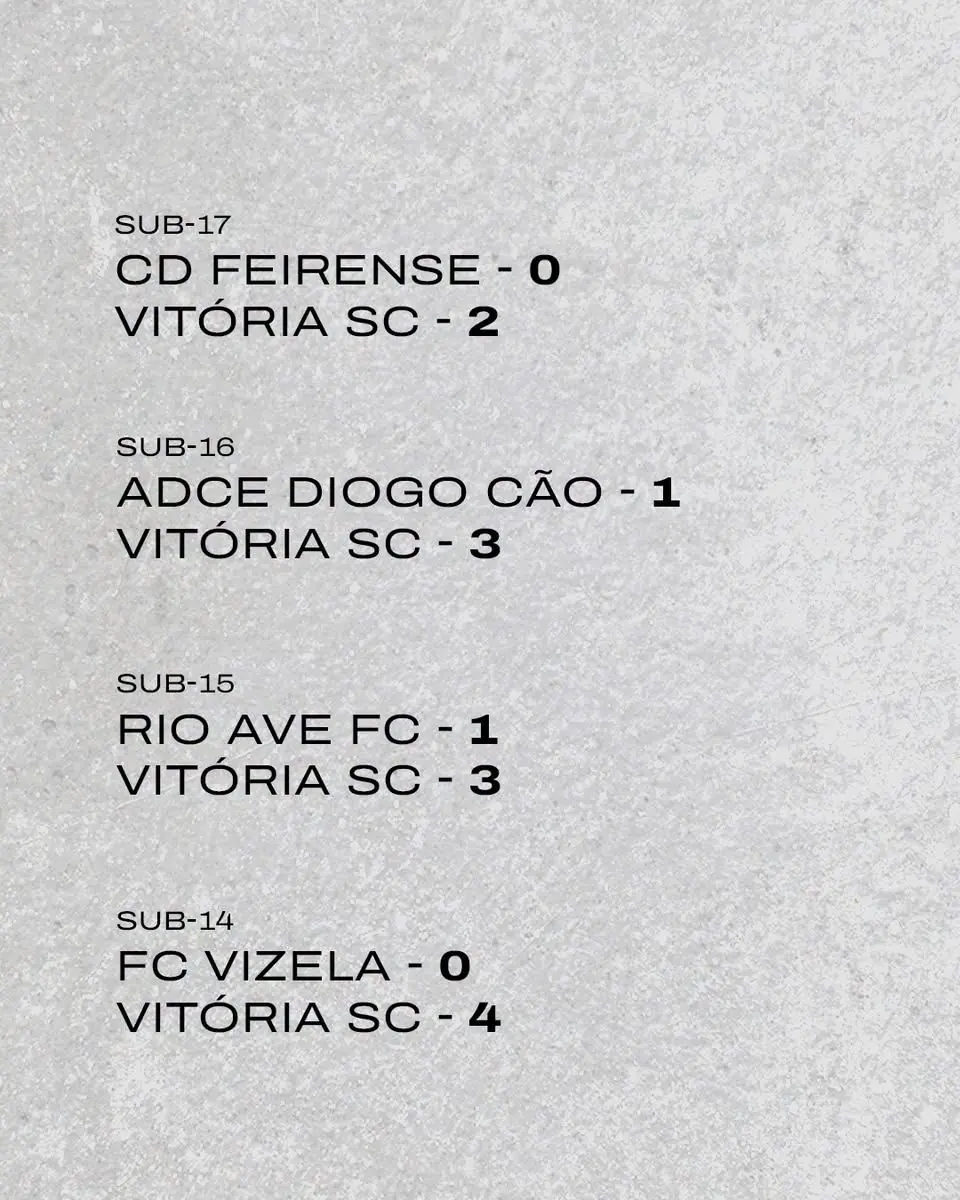 SUB-17
CD FEIRENSE - 0
VITÓRIA SC - 2
SUB-16
ADCE DIOGO CÃO - 1
VITÓRIA SC - 3
SUB-15
RIO AVE FC - 1
VITÓRIA SC - 3
SUB-14
FC VIZELA - 0
VITÓRIA SC - 4